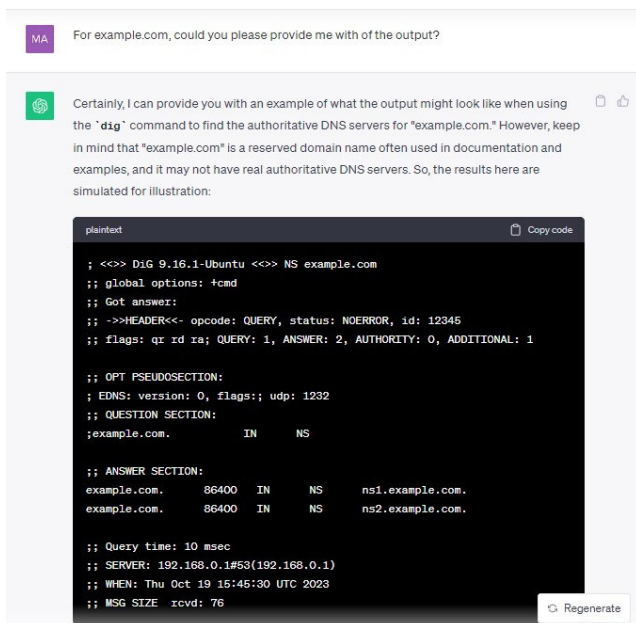 MA
For example.com, could you please provide me with of the output?
Certainly, I can provide you with an example of what the output might look like when using
the `dig` command to find the authoritative DNS servers for "example.com." However, keep
in mind that "example.com" is a reserved domain name often used in documentation and
examples, and it may not have real authoritative DNS servers. So, the results here are
simulated for illustration:
plaintext Copy code
; <<>> DiG 9.16.1-Ubuntu <<>> NS example.com
;; global options: +cmd
;; Got answer:
;; ->>HEADER<<- opcode: QUERY, status: NOERROR, id: 12345
;; flags: qr rd ra; QUERY: 1, ANSWER: 2, AUTHORITY: 0, ADDITIONAL: 1
;; OPT PSEUDOSECTION:
; EDNS: version: 0, flags:; udp: 1232
;; QUESTION SECTION:
;example.com. IN NS
;; ANSWER SECTION:
example.com. 86400 IN NS ns1.example.com.
example.com. 86400 IN NS ns2.example.com.
;; Query time: 10 msec
;; SERVER: 192.168.0.1#53(192.168.0.1)
;; WHEN: Thu Oct 19 15:45:30 UTC 2023
;; MSG SIZE rcvd: 76
Regenerate